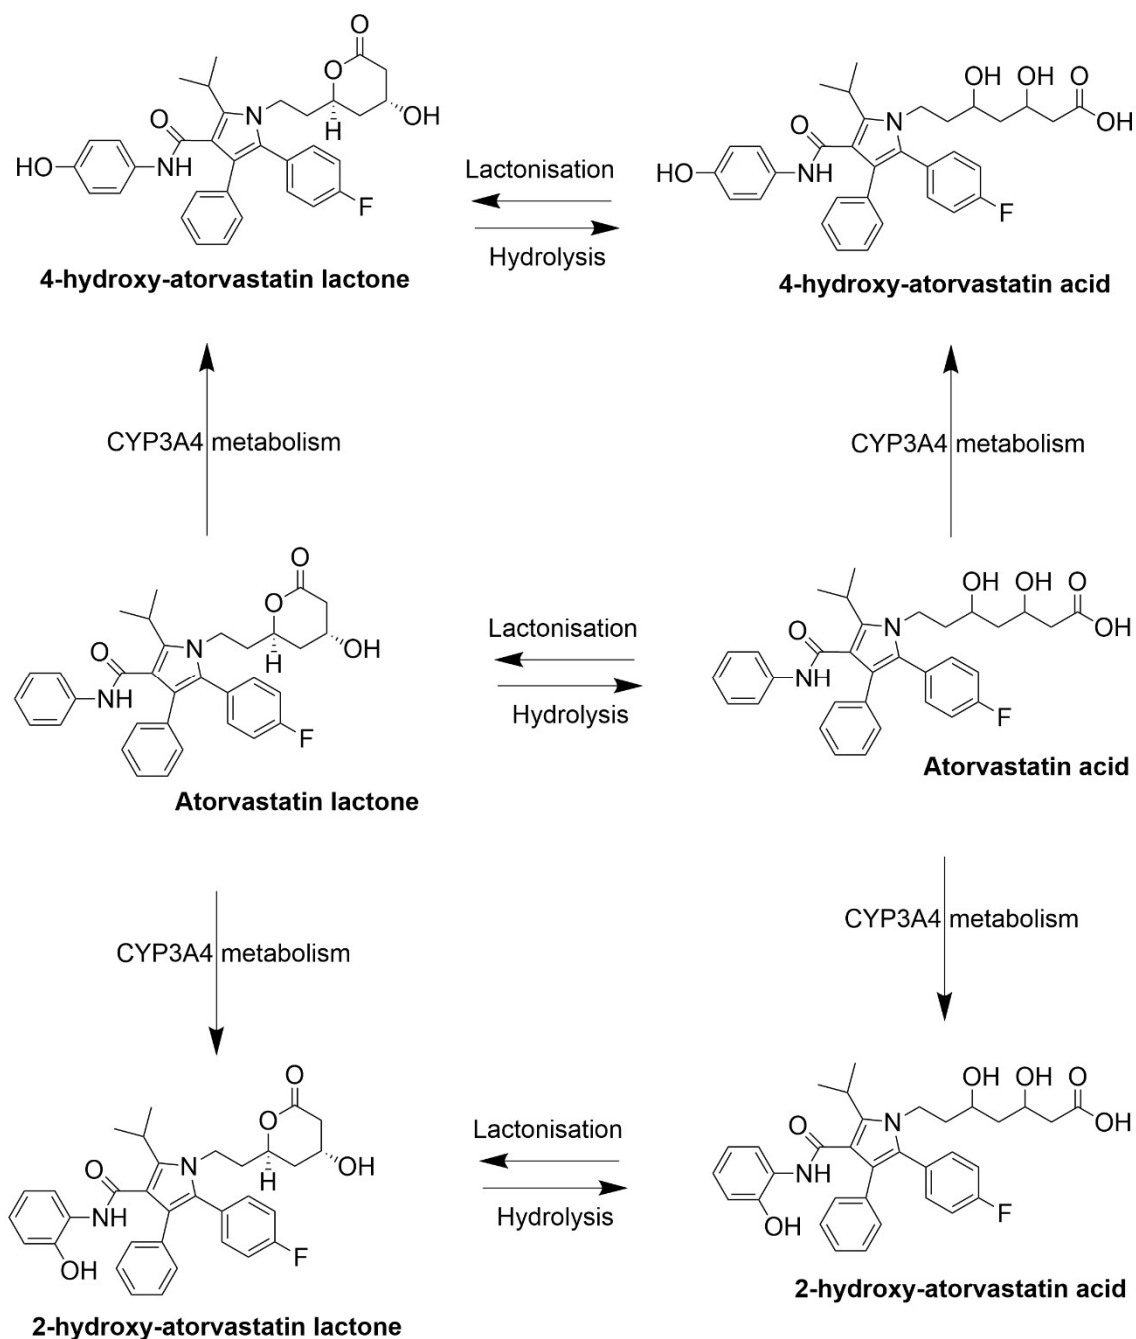 O
O
OH
N
H
O
NH
HO
F
4-hydroxy-atorvastatin lactone
Lactonisation
Hydrolysis
OH OH O
OH
N
O
NH
HO
F
4-hydroxy-atorvastatin acid
CYP3A4 metabolism
CYP3A4 metabolism
O
O
OH
N
H
O
NH
F
Atorvastatin lactone
Lactonisation
Hydrolysis
OH OH O
OH
N
O
NH
F
Atorvastatin acid
CYP3A4 metabolism
CYP3A4 metabolism
O
O
OH
N
H
O
NH
OH
F
2-hydroxy-atorvastatin lactone
Lactonisation
Hydrolysis
OH OH O
OH
N
O
NH
OH
F
2-hydroxy-atorvastatin acid